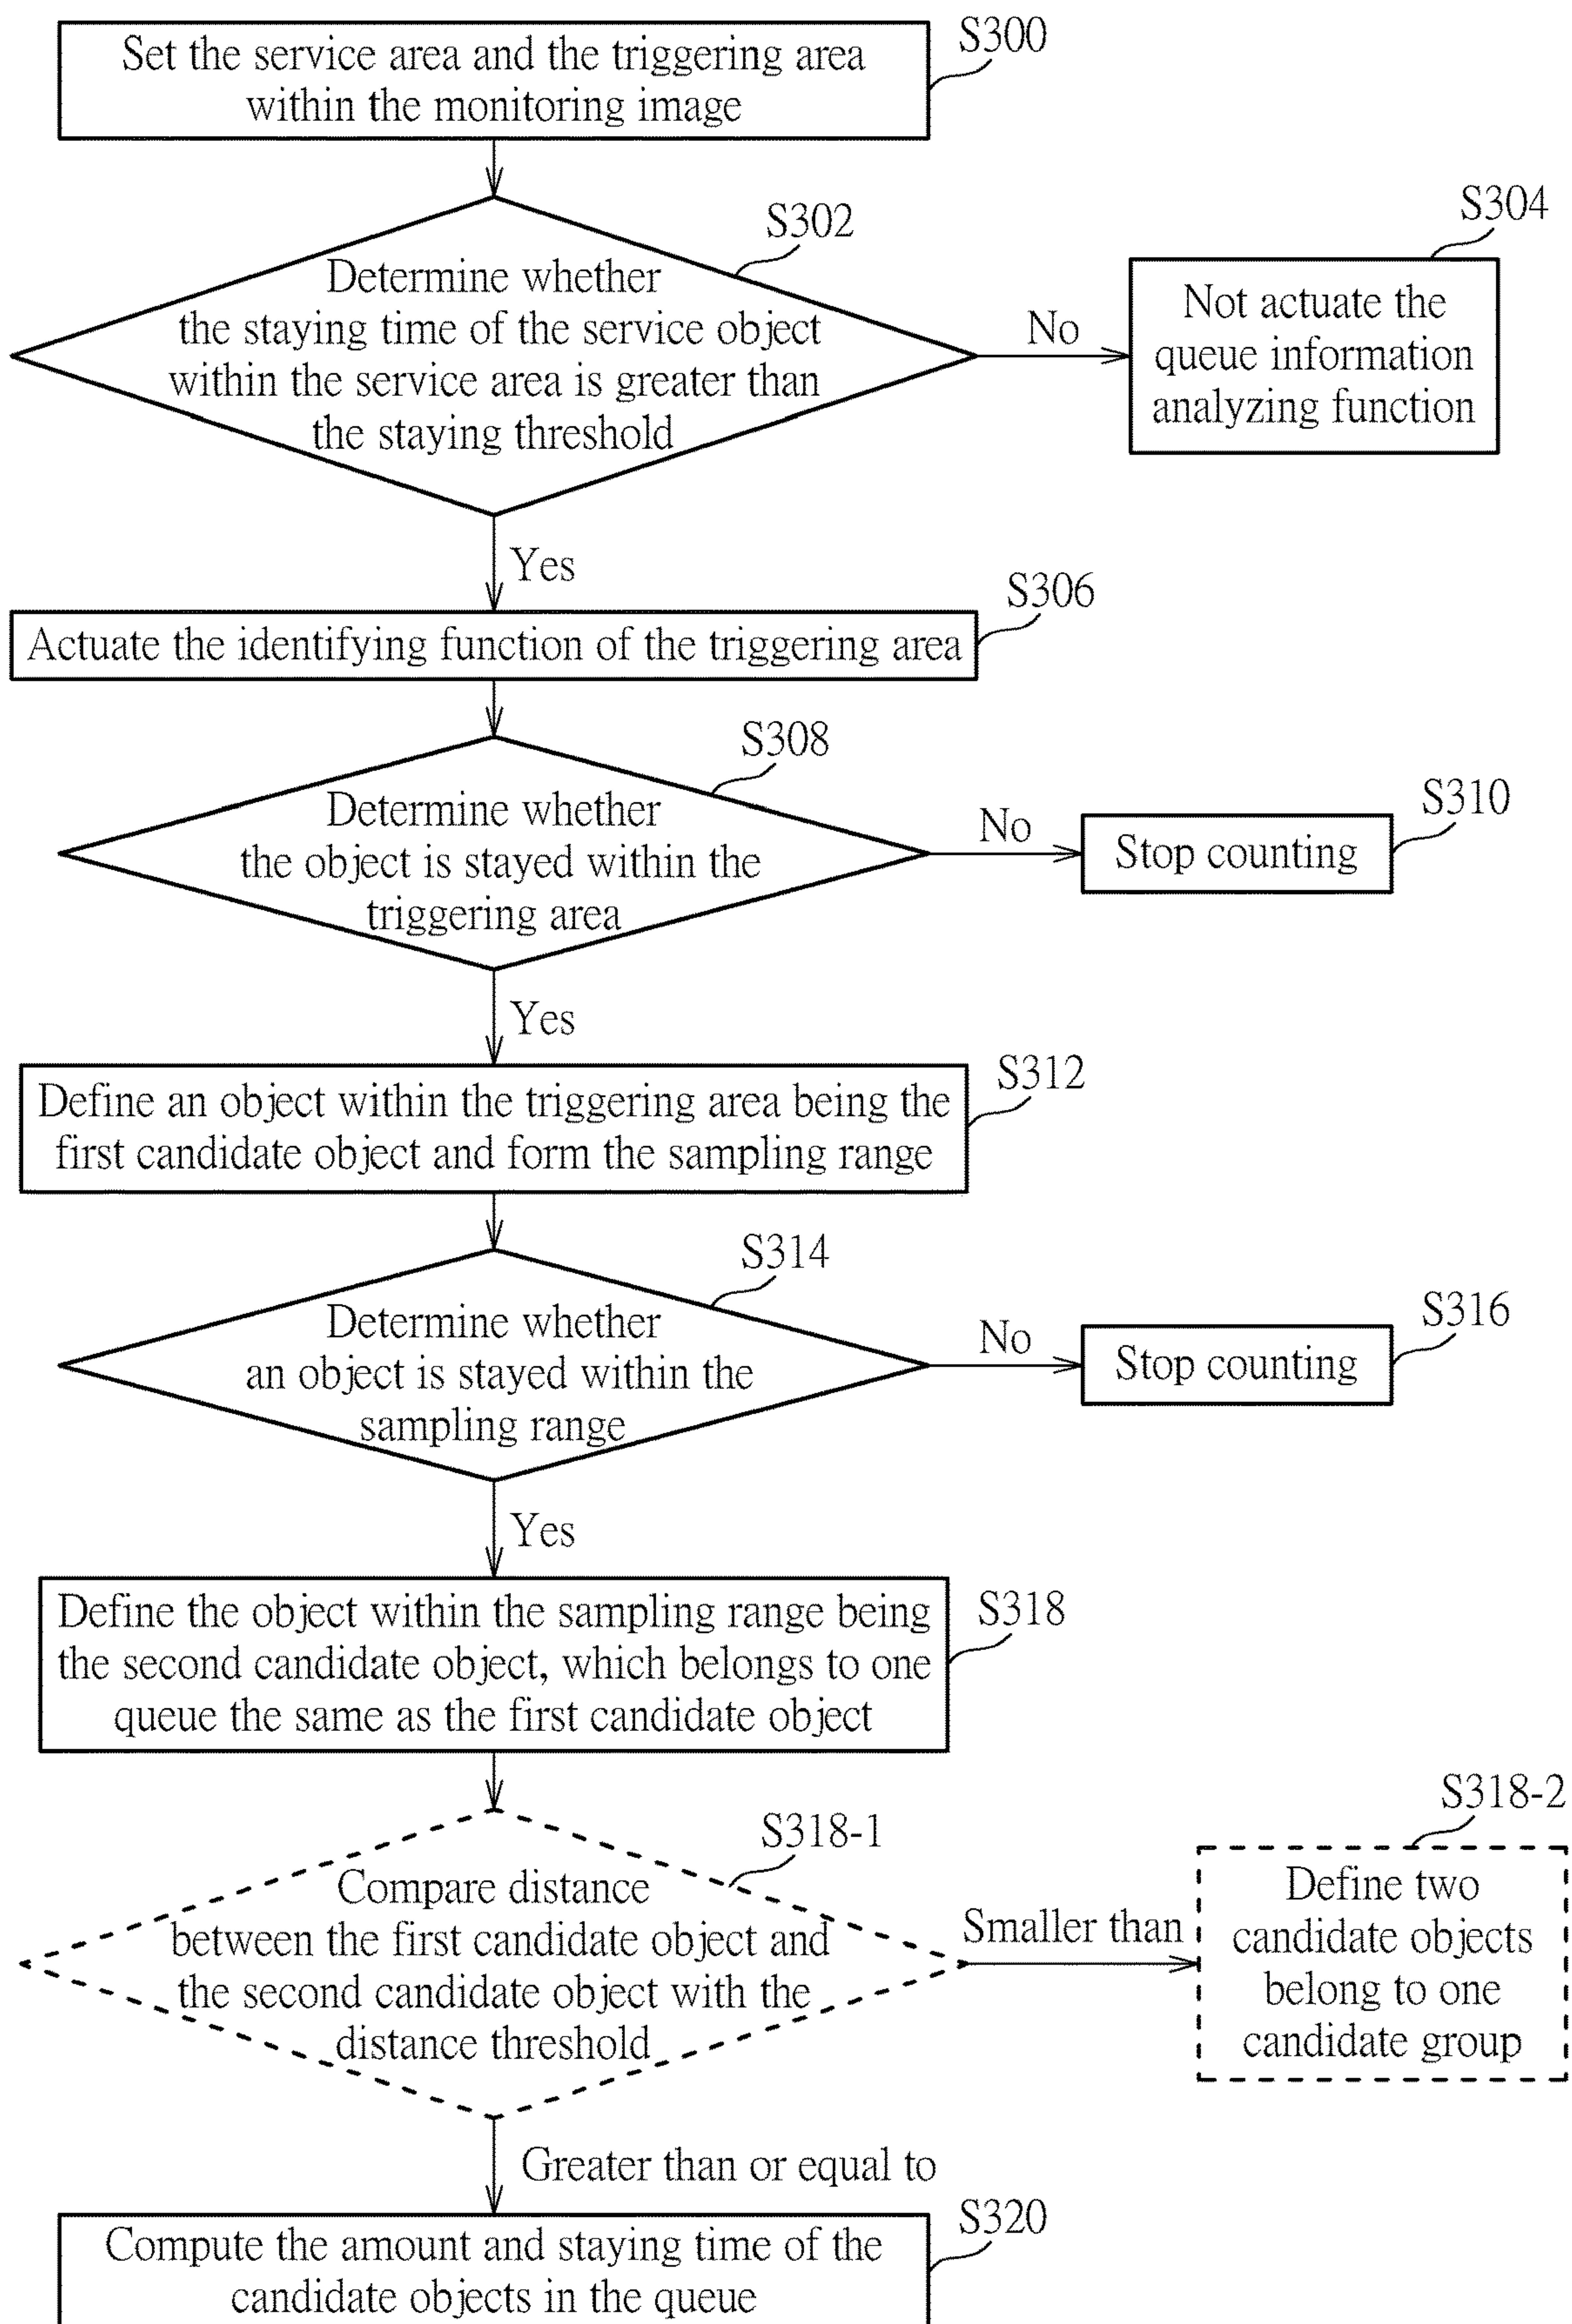 S300
Set the service area and the triggering area
within the monitoring image
S302
Determine whether
the staying time of the service object
within the service area is greater than
the staying threshold
No
S304
Not actuate the
queue information
analyzing function
Yes
S306
Actuate the identifying function of the triggering area
S308
Determine whether
the object is stayed within the
triggering area
No
S310
Stop counting
Yes
S312
Define an object within the triggering area being the
first candidate object and form the sampling range
S314
Determine whether
an object is stayed within the
sampling range
No
S316
Stop counting
Yes
S318
Define the object within the sampling range being
the second candidate object, which belongs to one
queue the same as the first candidate object
S318-1
Compare distance
between the first candidate object and
the second candidate object with the
distance threshold
Smaller than
S318-2
Define two
candidate objects
belong to one
candidate group
Greater than or equal to
S320
Compute the amount and staying time of the
candidate objects in the queue